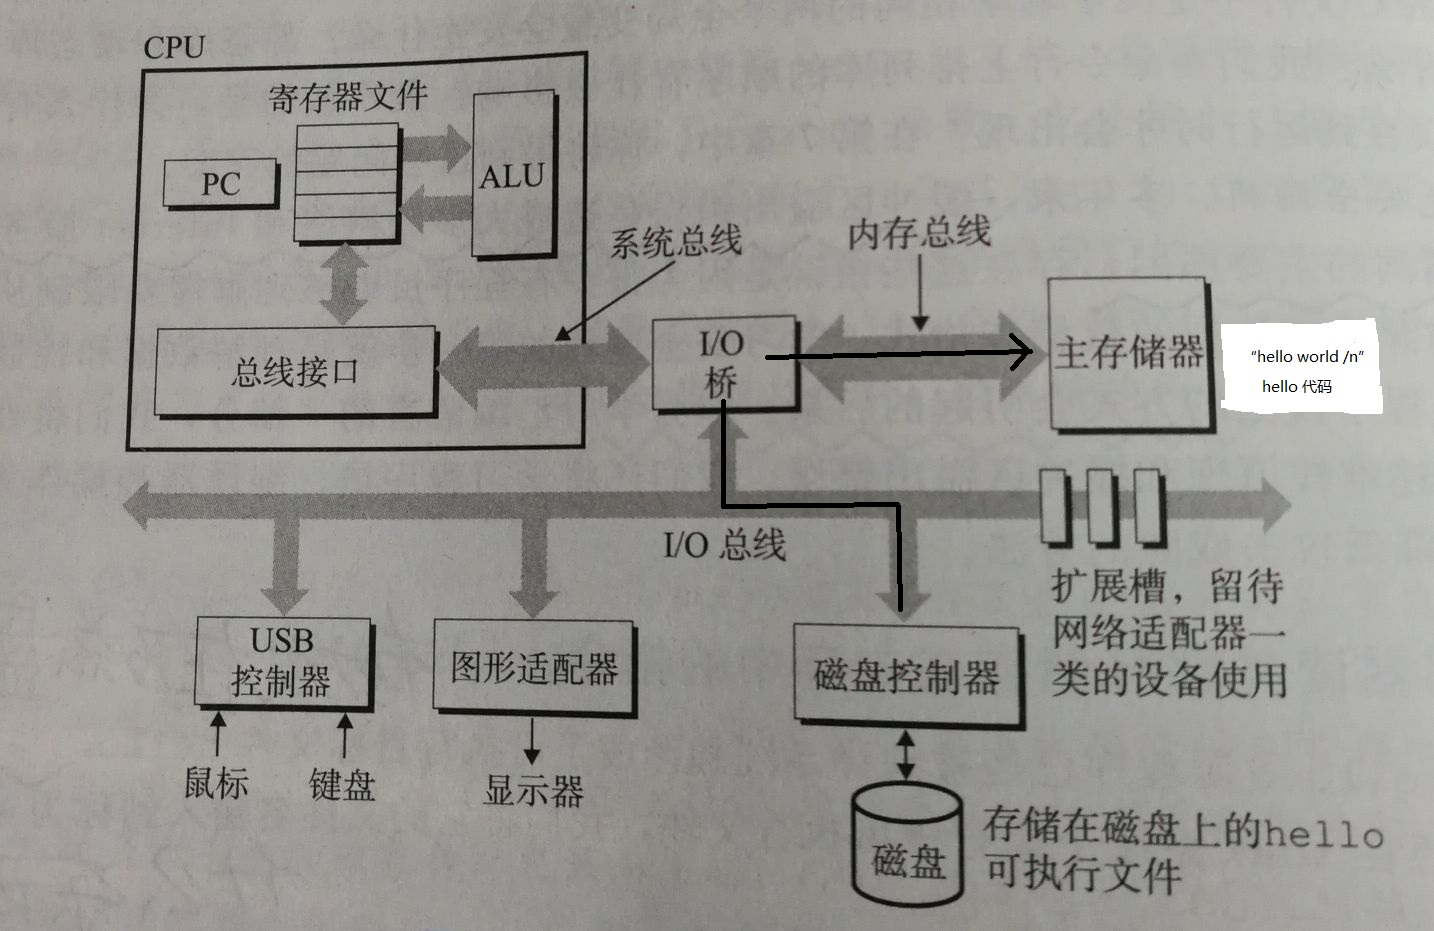 CPU
寄存器文件
PC
ALU
系统总线
内存总线
总线接口
I/O
桥
主存储器
“hello world /n”
hello 代码
I/O 总线
扩展槽，留待
网络适配器一
类的设备使用
USB
控制器
图形适配器
磁盘控制器
鼠标
键盘
显示器
磁盘
存储在磁盘上的hello
可执行文件